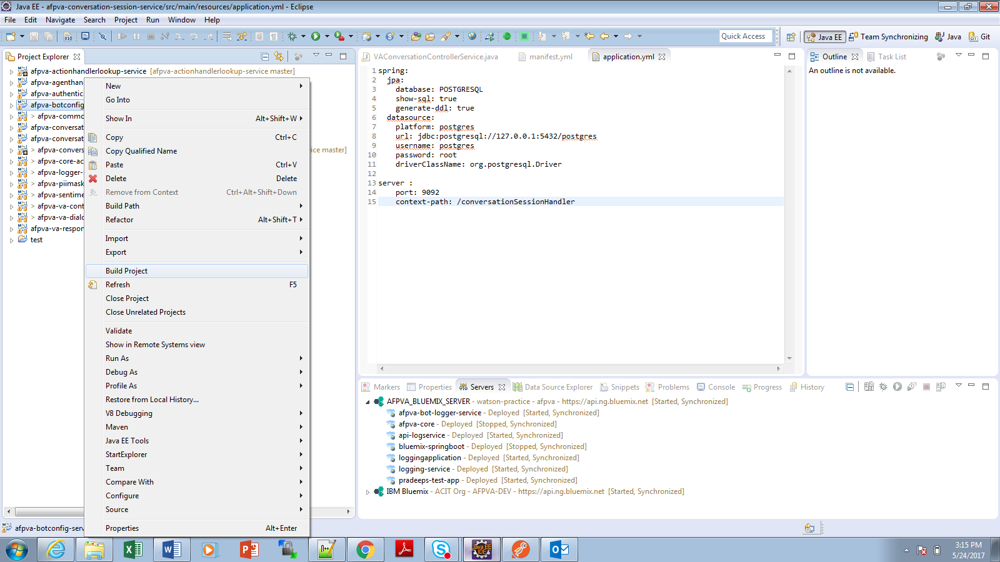 Java EE - afpva-conversation-session-service/src/main/resources/application.yml - Eclipse
File Edit Navigate Search Project Run Window Help
Quick Access
Java EE
Team Synchronizing
Java
Git
Project Explorer
afpva-actionhandlerlookup-service [afpva-actionhandlerlookup-service master]
afpva-agenthan
afpva-authentic
afpva-botconfig
> afpva-commo
afpva-conversat
afpva-conversat
> afpva-convers
ice master]
> afpva-core-ac
> afpva-logger-
> afpva-piimask
> afpva-sentime
> afpva-va-cont
> afpva-va-dialo
afpva-va-respon
test
New
Go Into
Show In Alt+Shift+W
Copy Ctrl+C
Copy Qualified Name
Paste Ctrl+V
Delete Delete
Remove from Context Ctrl+Alt+Shift+Down
Build Path
Refactor Alt+Shift+T
Import
Export
Build Project
Refresh F5
Close Project
Close Unrelated Projects
Validate
Show in Remote Systems view
Run As
Debug As
Profile As
Restore from Local History...
V8 Debugging
Maven
Java EE Tools
StartExplorer
Team
Compare With
Configure
Source
Properties Alt+Enter
VAConversationControllerService.java
manifest.yml
application.yml
1 spring:
2 jpa:
3 database: POSTGRESQL
4 show-sql: true
5 generate-ddl: true
6 datasource:
7 platform: postgres
8 url: jdbc:postgresql://127.0.0.1:5432/postgres
9 username: postgres
10 password: root
11 driverClassName: org.postgresql.Driver
12
13 server :
14 port: 9092
15 context-path: /conversationSessionHandler
Outline
Task List
An outline is not available.
Markers
Properties
Servers
Data Source Explorer
Snippets
Problems
Console
Progress
History
AFPVA_BLUEMIX_SERVER - watson-practice - afpva - https://api.ng.bluemix.net [Started, Synchronized]
afpva-bot-logger-service - Deployed [Started, Synchronized]
afpva-core - Deployed [Stopped, Synchronized]
api-logservice - Deployed [Started, Synchronized]
bluemix-springboot - Deployed [Stopped, Synchronized]
loggingapplication - Deployed [Started, Synchronized]
logging-service - Deployed [Started, Synchronized]
pradeeps-test-app - Deployed [Started, Synchronized]
IBM Bluemix - ACIT Org - AFPVA-DEV - https://api.ng.bluemix.net [Started, Synchronized]
afpva-botconfig-serv
Java EE
IDE
3:15 PM
5/24/2017